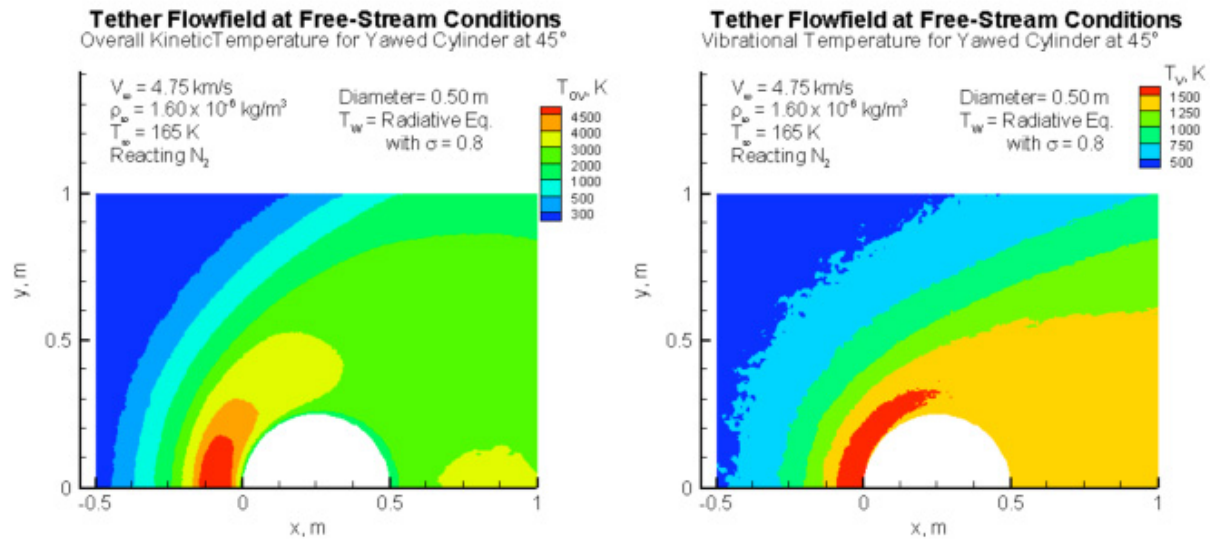 Tether Flowfield at Free-Stream Conditions
Overall KineticTemperature for Yawed Cylinder at 45°
V∞ = 4.75 km/s
ρ∞ = 1.60 x 10⁻⁶ kg/m³
T∞ = 165 K
Reacting N₂
Diameter= 0.50 m
T_W = Radiative Eq.
with σ = 0.8
T_OV, K
4500
4000
3000
2000
1000
500
300
y, m
1
0.5
0
-0.5
0
0.5
1
x, m
Tether Flowfield at Free-Stream Conditions
Vibrational Temperature for Yawed Cylinder at 45°
V∞ = 4.75 km/s
ρ∞ = 1.60 x 10⁻⁶ kg/m³
T∞ = 165 K
Reacting N₂
Diameter= 0.50 m
T_W = Radiative Eq.
with σ = 0.8
T_V, K
1500
1250
1000
750
500
y, m
1
0.5
0
-0.5
0
0.5
1
x, m